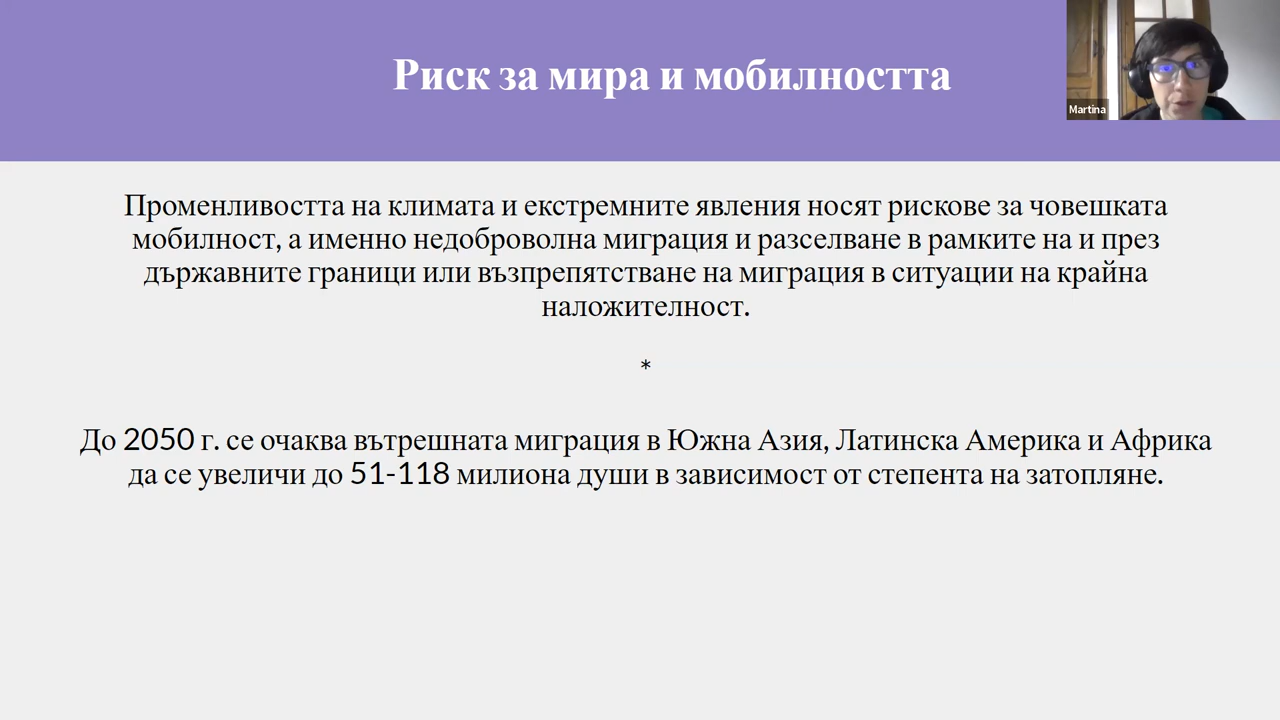 Риск за мира и мобилността
Martina
Променливостта на климата и екстремните явления носят рискове за човешката
мобилност, а именно недоброволна миграция и разселване в рамките на и през
държавните граници или възпрепятстване на миграция в ситуации на крайна
наложителност.
*
До 2050 г. се очаква вътрешната миграция в Южна Азия, Латинска Америка и Африка
да се увеличи до 51-118 милиона души в зависимост от степента на затопляне.